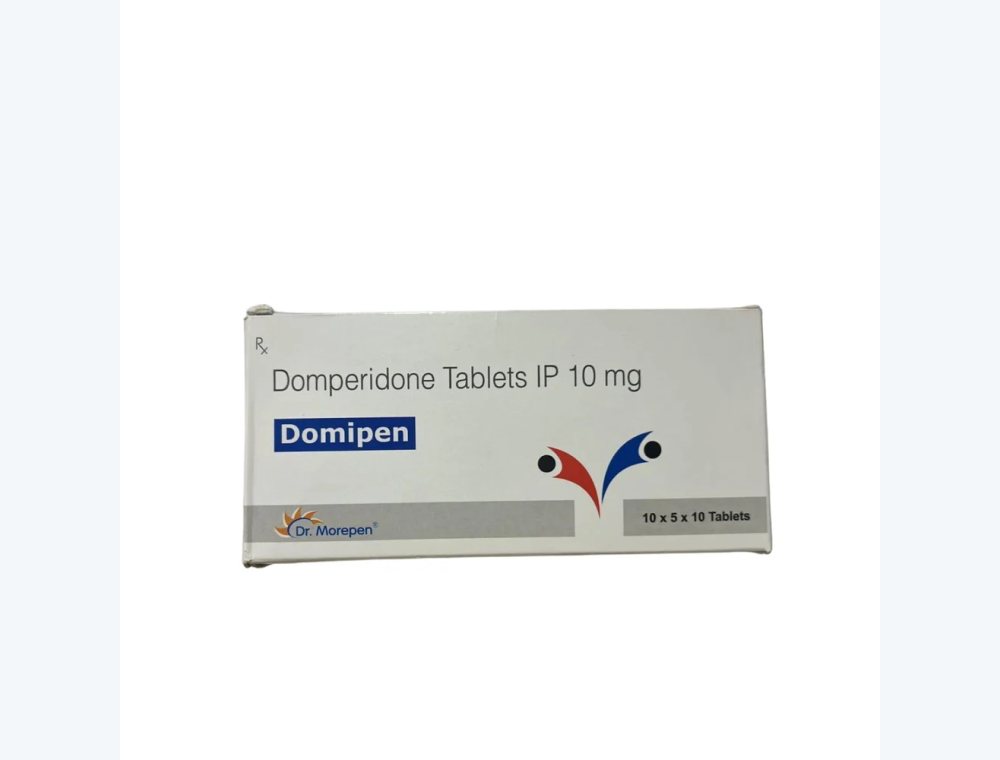 Rx
Domperidone Tablets IP 10 mg
Domipen
Dr. Morepen®
10 x 5 x 10 Tablets